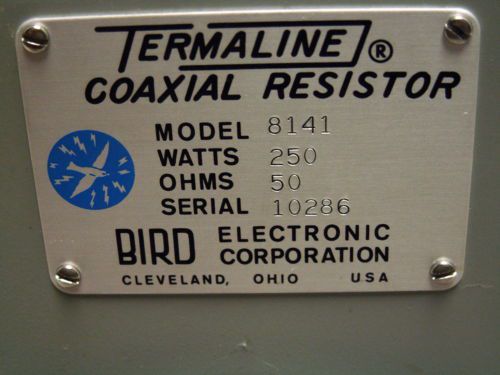 TERMALINE®
COAXIAL RESISTOR
MODEL 8141
WATTS 250
OHMS 50
SERIAL 10286
BIRD ELECTRONIC CORPORATION
CLEVELAND, OHIO USA